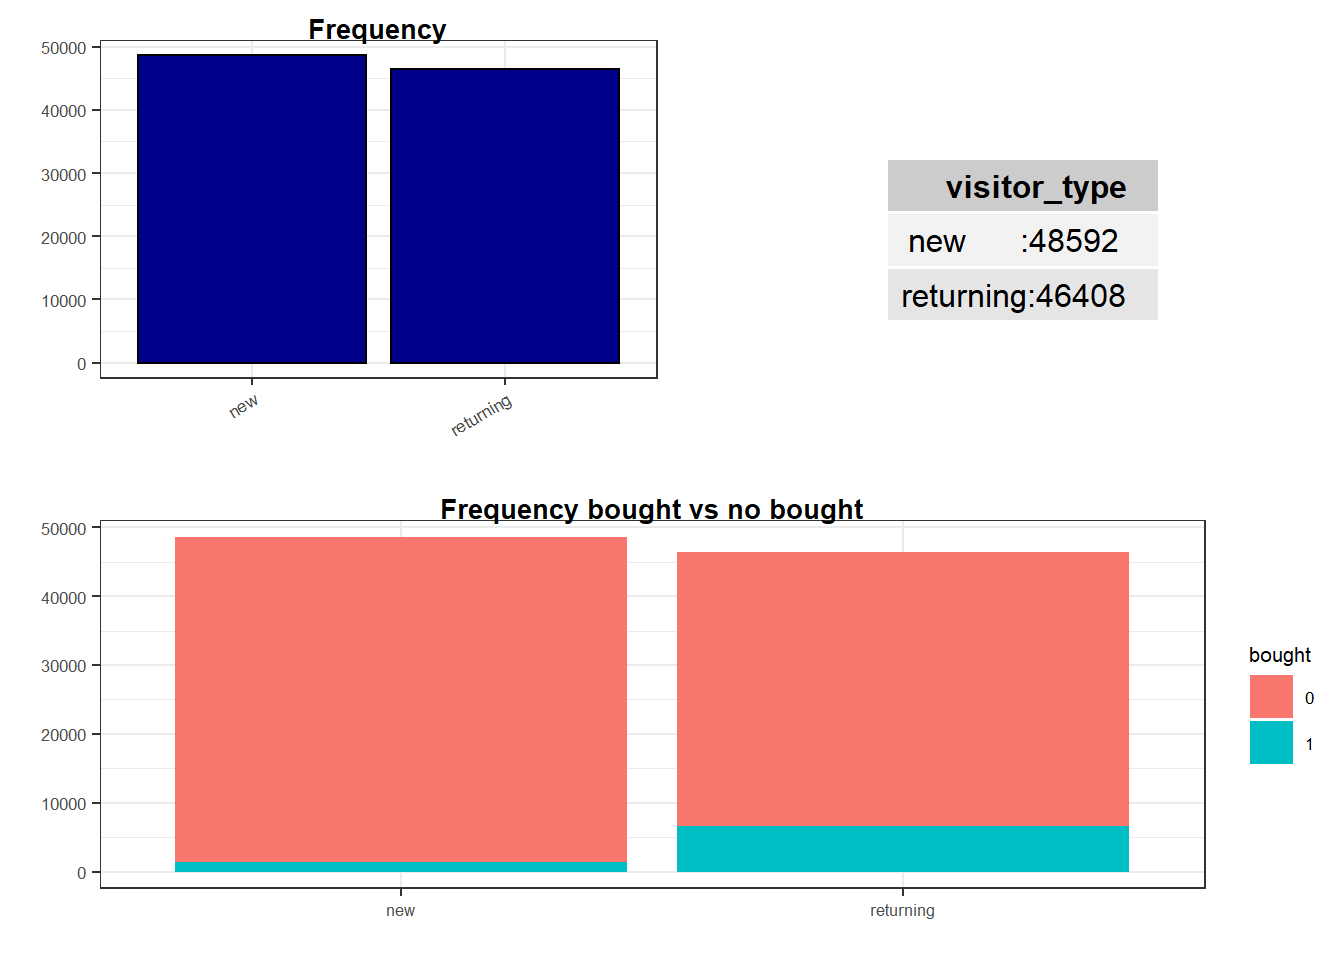 Frequency
50000
40000
30000
20000
10000
0
new
returning
visitor_type
new :48592
returning:46408
Frequency bought vs no bought
50000
40000
30000
20000
10000
0
new
returning
bought
0
1